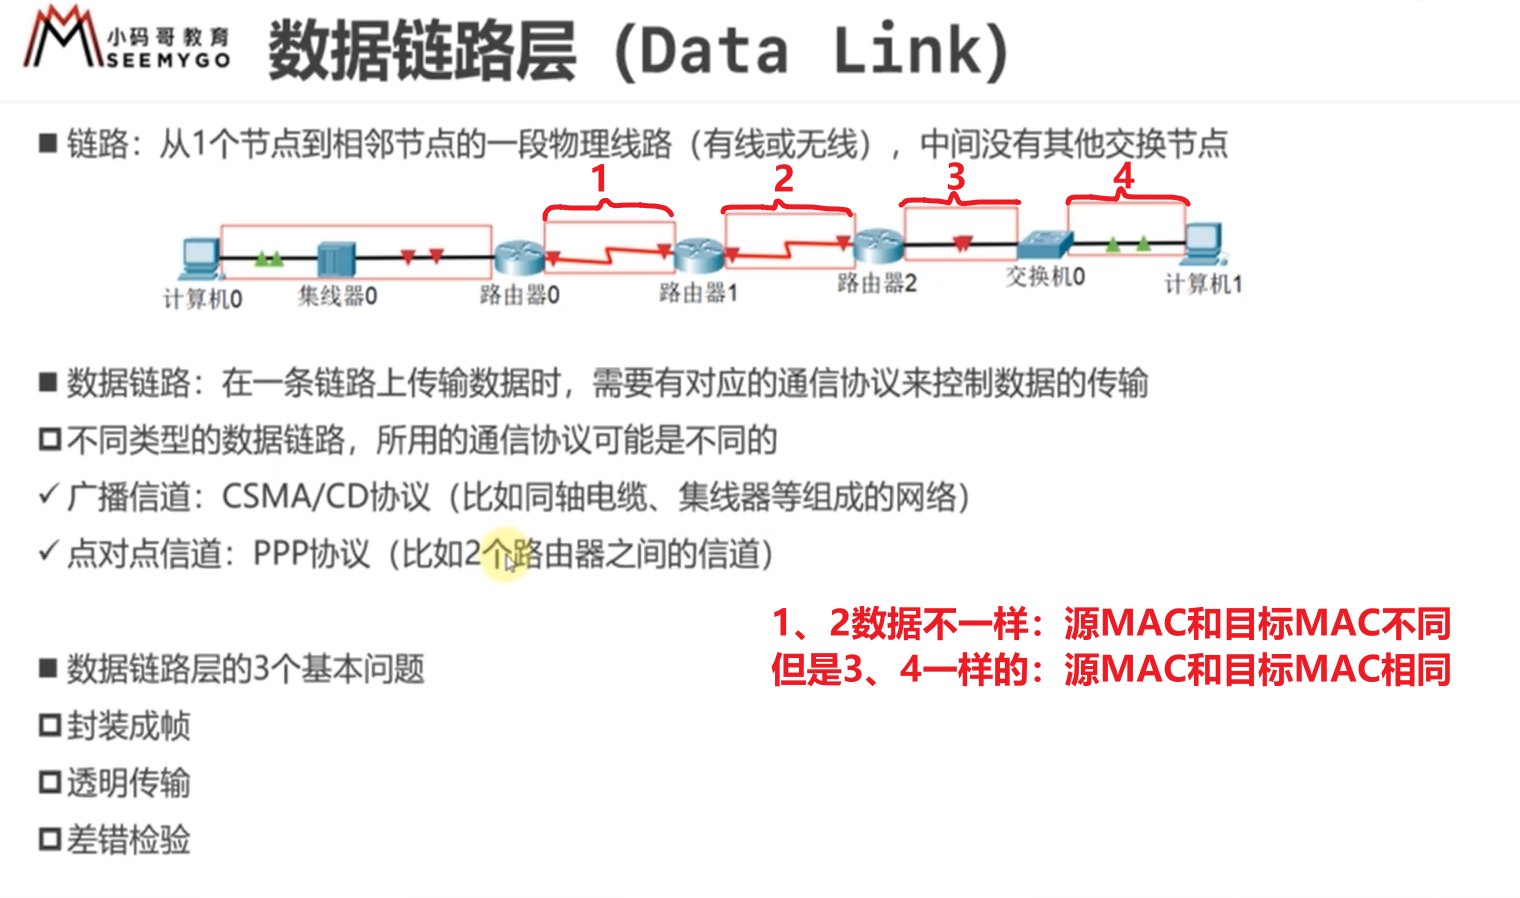 小码哥教育
SEEMYGO
数据链路层（Data Link）
■ 链路：从1个节点到相邻节点的一段物理线路（有线或无线），中间没有其他交换节点
1 2 3 4
计算机0 集线器0 路由器0 路由器1 路由器2 交换机0 计算机1
■ 数据链路：在一条链路上传输数据时，需要有对应的通信协议来控制数据的传输
不同类型的数据链路，所用的通信协议可能是不同的
✓ 广播信道：CSMA/CD协议（比如同轴电缆、集线器等组成的网络）
✓ 点对点信道：PPP协议（比如2个路由器之间的信道）
1、2数据不一样：源MAC和目标MAC不同
但是3、4一样的：源MAC和目标MAC相同
■ 数据链路层的3个基本问题
封装成帧
透明传输
差错检验